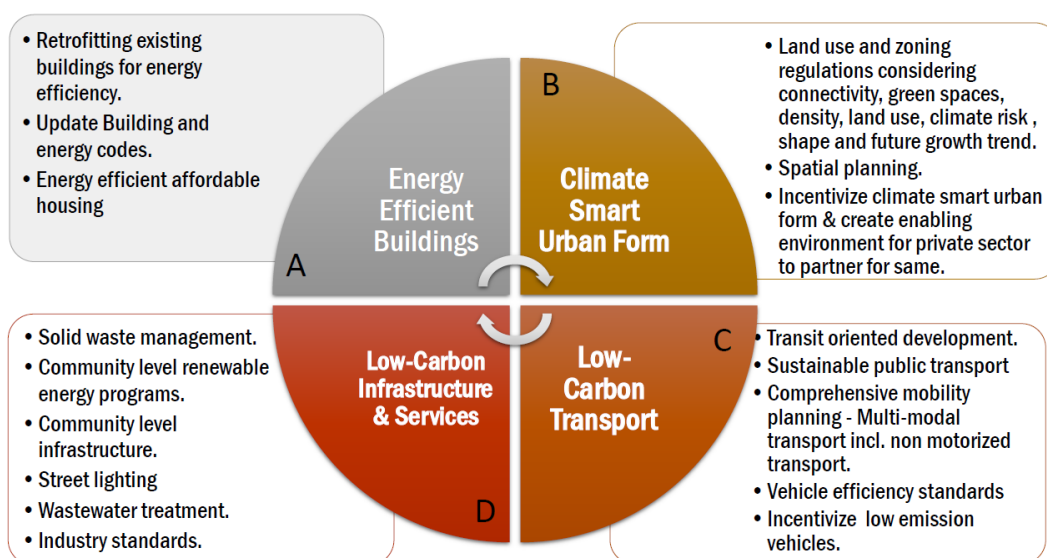 • Retrofitting existing
buildings for energy
efficiency.
• Update Building and
energy codes.
• Energy efficient affordable
housing
A
Energy
Efficient
Buildings
B
Climate
Smart
Urban Form
• Land use and zoning
regulations considering
connectivity, green spaces,
density, land use, climate risk ,
shape and future growth trend.
• Spatial planning.
• Incentivize climate smart urban
form & create enabling
environment for private sector
to partner for same.
• Solid waste management.
• Community level renewable
energy programs.
• Community level
infrastructure.
• Street lighting
• Wastewater treatment.
• Industry standards.
Low-Carbon
Infrastructure
& Services
D
Low-
Carbon
Transport
C
• Transit oriented development.
• Sustainable public transport
• Comprehensive mobility
planning - Multi-modal
transport incl. non motorized
transport.
• Vehicle efficiency standards
• Incentivize low emission
vehicles.